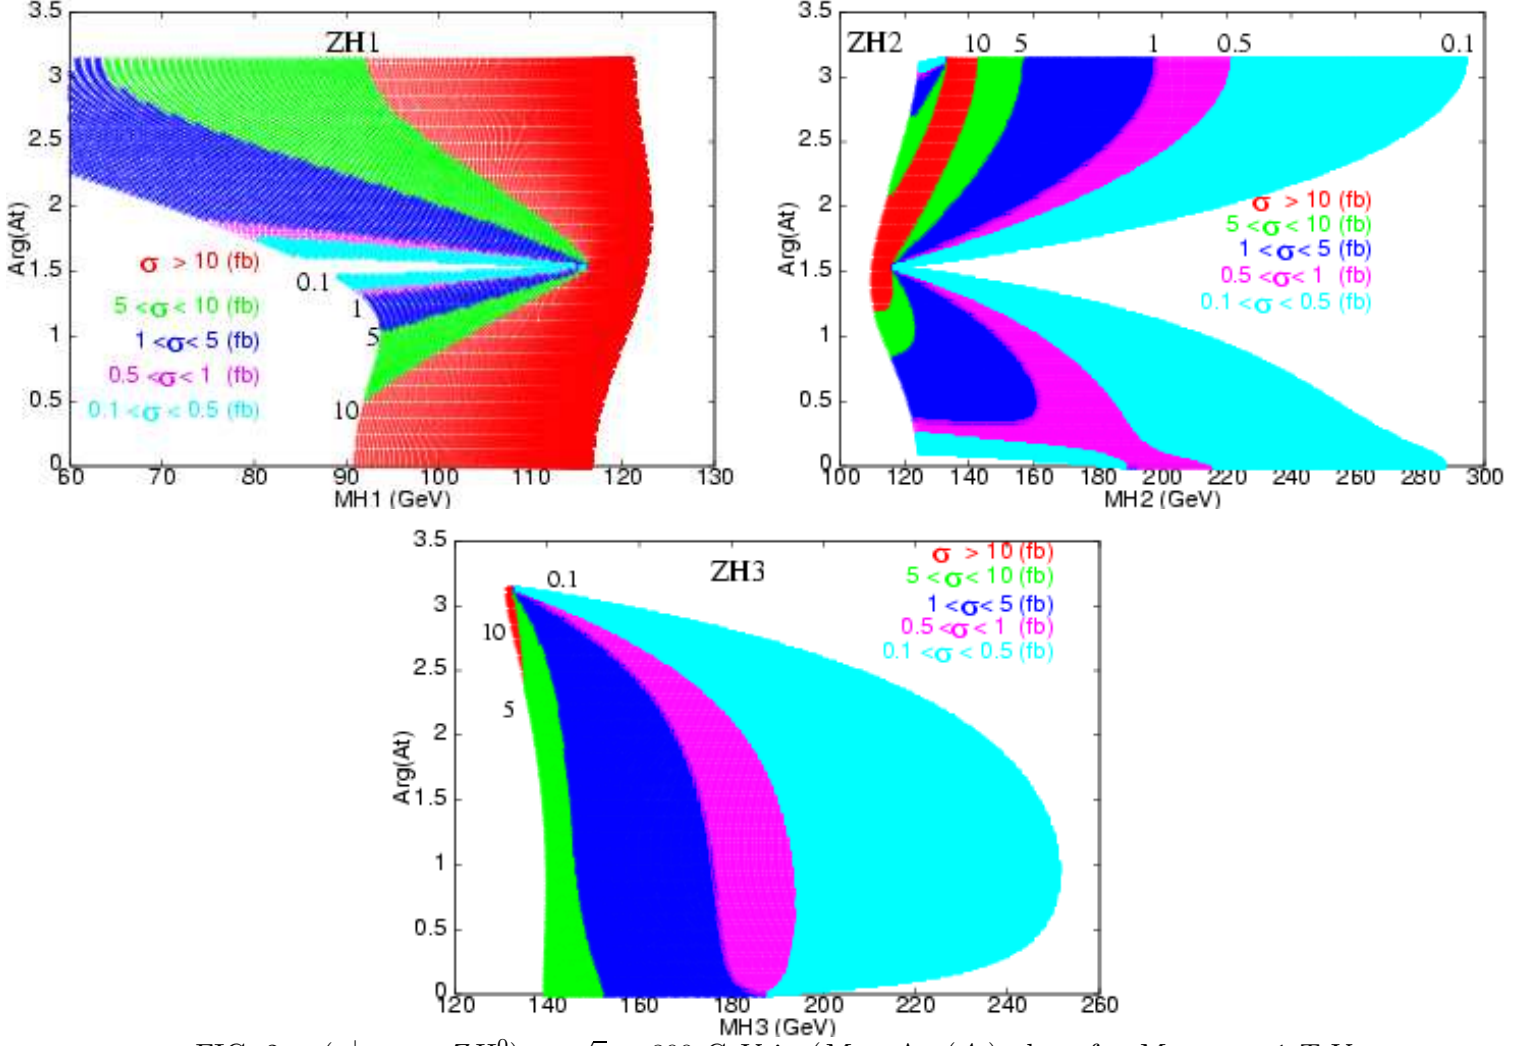 3.5
3
2.5
2
1.5
1
0.5
0
Arg(At)
ZH1
σ > 10 (fb)
5 <σ< 10 (fb)
1 <σ< 5 (fb)
0.5 <σ< 1 (fb)
0.1 <σ < 0.5 (fb)
0.1
1
5
10
60 70 80 90 100 110 120 130
MH1 (GeV)
3.5
3
2.5
2
1.5
1
0.5
0
Arg(At)
ZH2 10 5 1 0.5 0.1
σ > 10 (fb)
5 <σ< 10 (fb)
1 <σ< 5 (fb)
0.5 <σ< 1 (fb)
0.1 <σ < 0.5 (fb)
100 120 140 160 180 200 220 240 260 280 300
MH2 (GeV)
3.5
3
2.5
2
1.5
1
0.5
0
Arg(At)
0.1
ZH3
10
5
σ > 10 (fb)
5 <σ< 10 (fb)
1 <σ< 5 (fb)
0.5 <σ< 1 (fb)
0.1 <σ < 0.5 (fb)
120 140 160 180 200 220 240 260
MH3 (GeV)